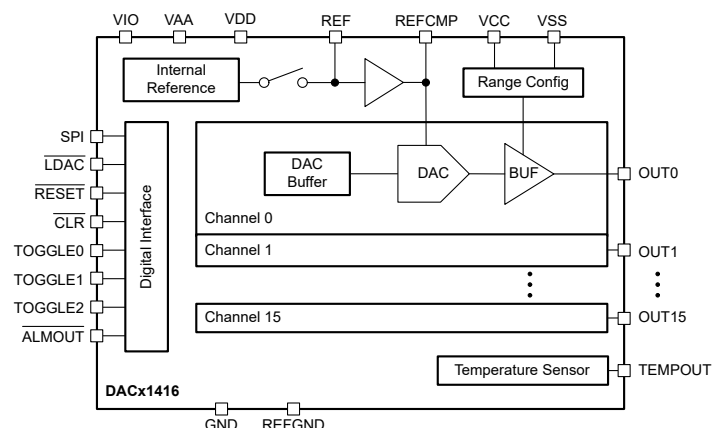 VIO VAA VDD REF REFCMP VCC VSS
Internal
Reference
Range Config
SPI
LDAC
RESET
CLR
TOGGLE0
TOGGLE1
TOGGLE2
ALMOUT
Digital Interface
DAC
Buffer
DAC
BUF
OUT0
Channel 0
Channel 1
OUT1
Channel 15
OUT15
Temperature Sensor
TEMPOUT
DACx1416
GND REFGND